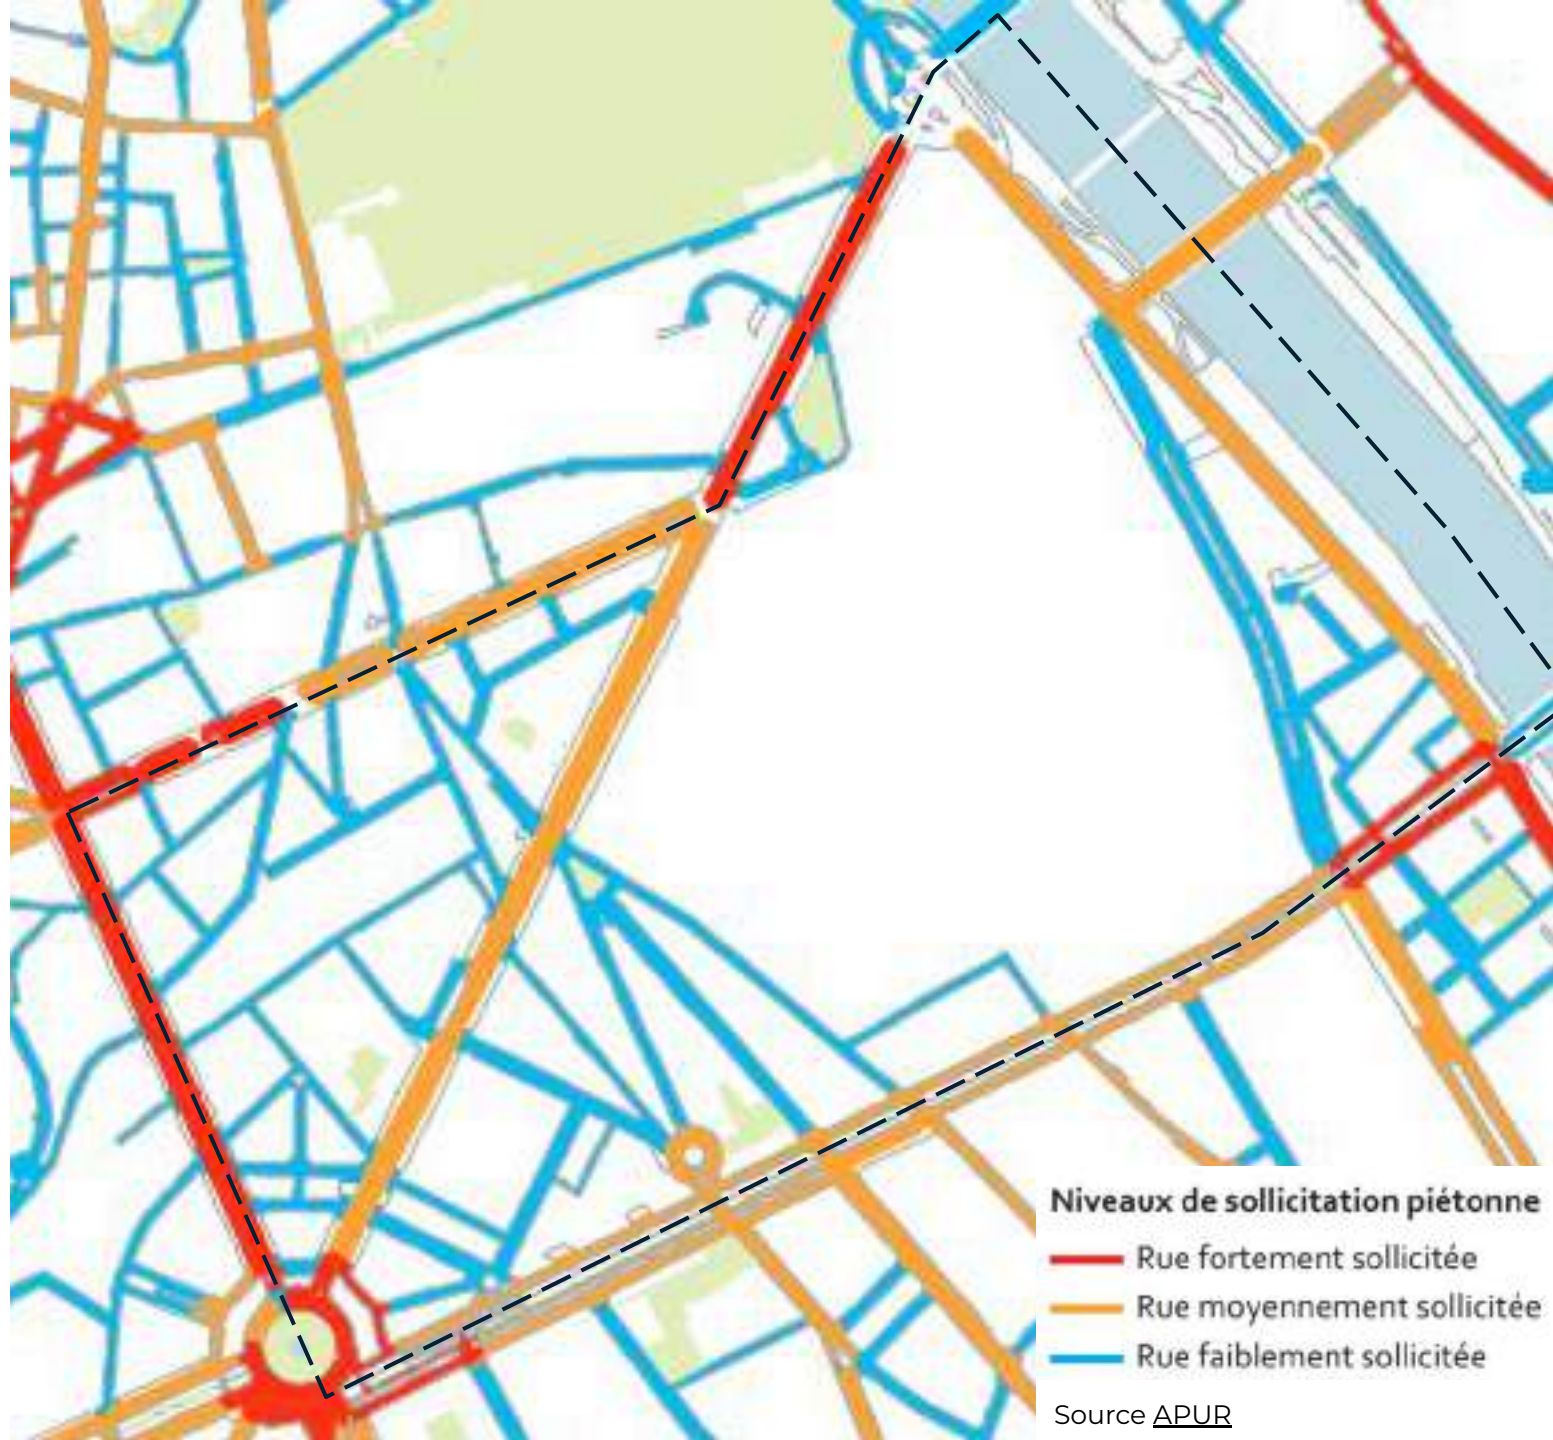 Niveaux de sollicitation piétonne
Rue fortement sollicitée
Rue moyennement sollicitée
Rue faiblement sollicitée
Source APUR